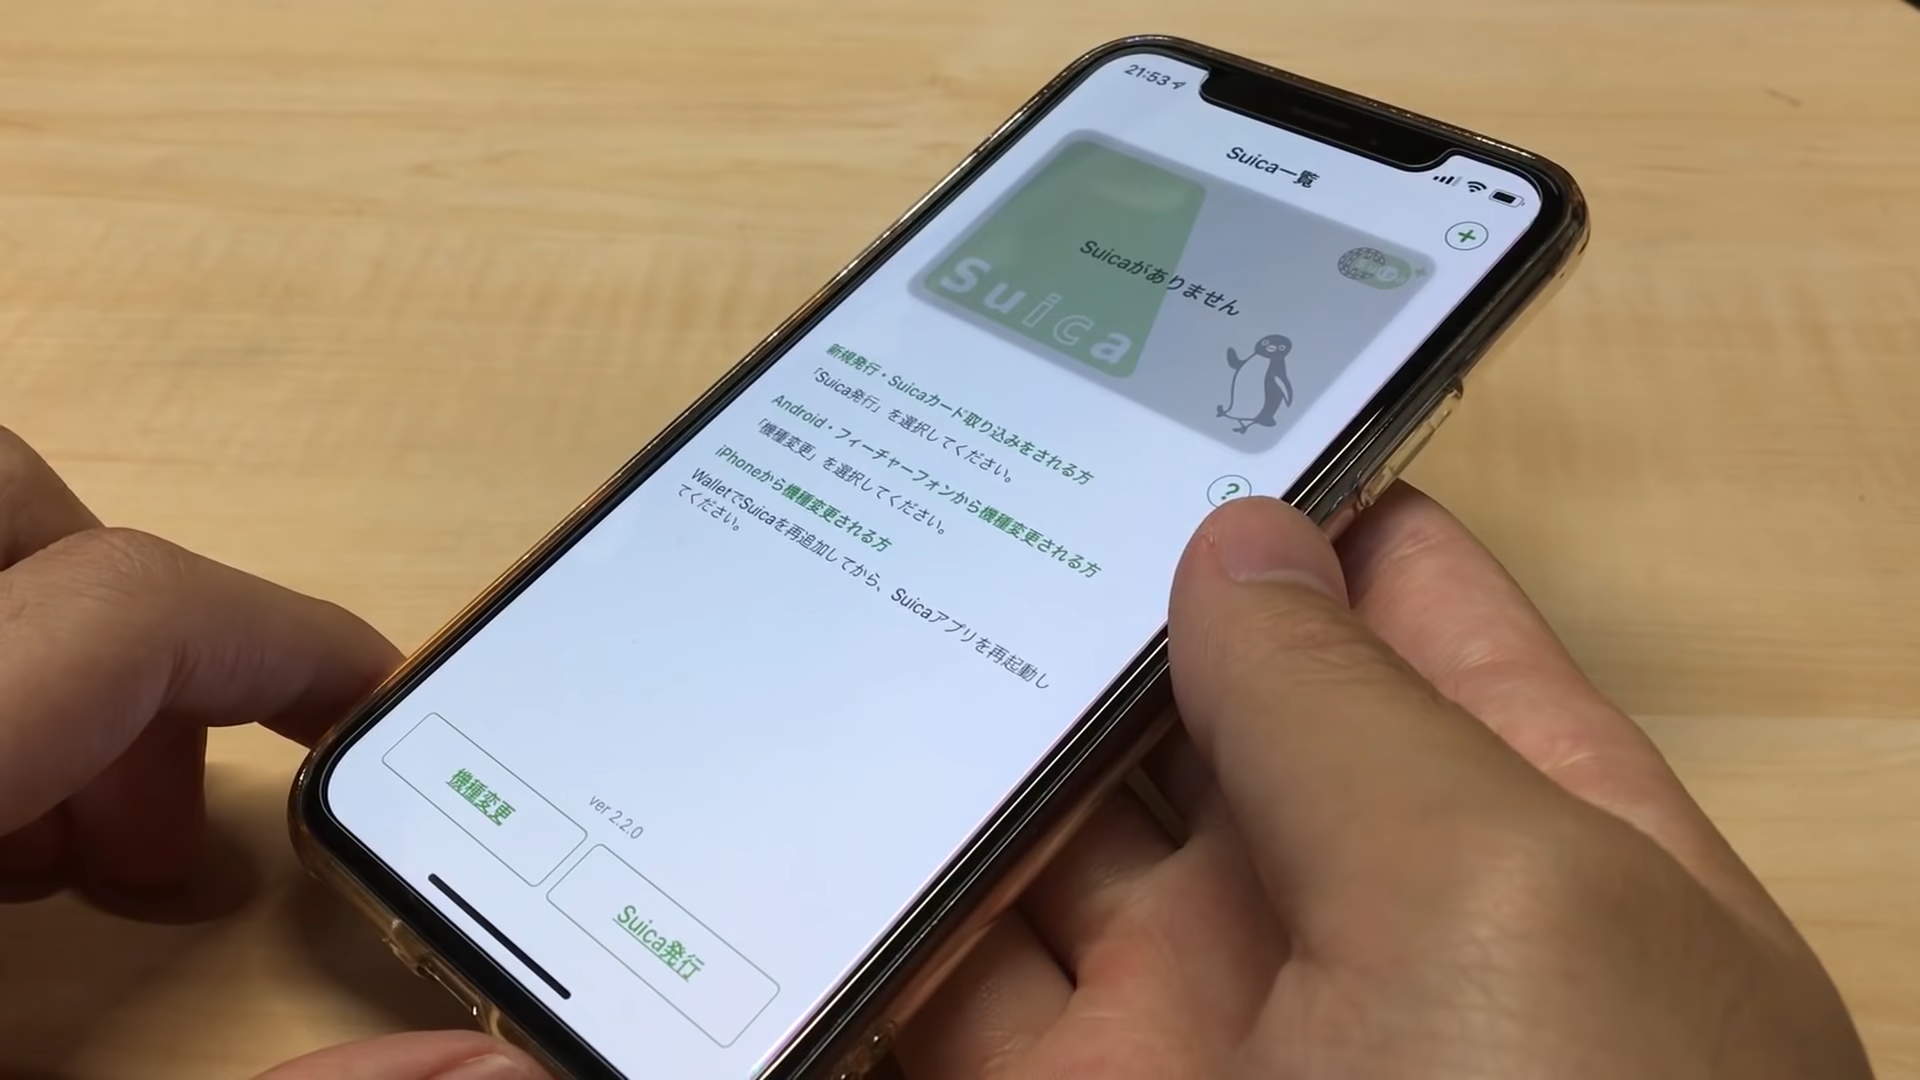 21:53
Suica一覧
+
Suicaがありません
Suica
?
新規発行・Suicaカード取り込みをされる方
「Suica発行」を選択してください。
Android・フィーチャーフォンから機種変更される方
「機種変更」を選択してください。
iPhoneから機種変更される方
WalletでSuicaを再追加してから、Suicaアプリを再起動し
てください。
ver 2.2.0
機種変更
Suica発行